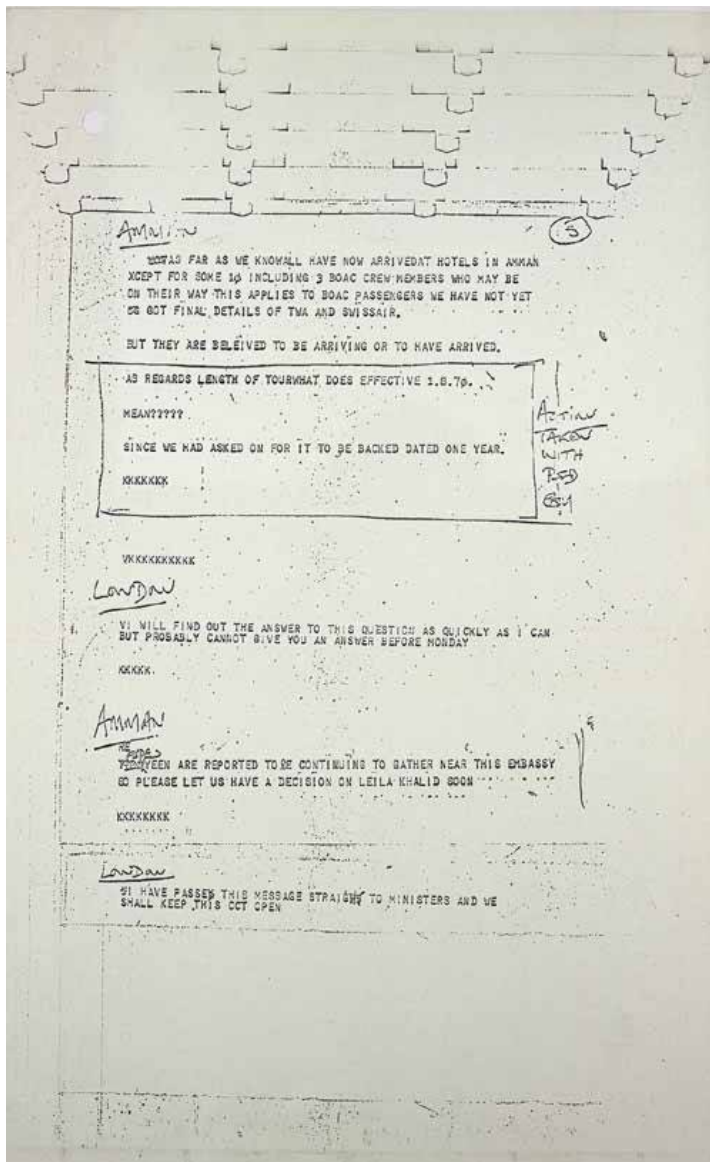 AMMAN
5
AS FAR AS WE KNOWALL HAVE NOW ARRIVEDAT HOTELS IN AMMAN
XCEPT FOR SOME 10 INCLUDING 3 BOAC CREW MEMBERS WHO MAY BE
ON THEIR WAY THIS APPLIES TO BOAC PASSENGERS WE HAVE NOT YET
GOT FINAL DETAILS OF TWA AND SWISSAIR.
BUT THEY ARE BELEIVED TO BE ARRIVING OR TO HAVE ARRIVED.
AS REGARDS LENGTH OF TOURWHAT DOES EFFECTIVE 1.8.70.
MEAN?????
SINCE WE HAD ASKED ON FOR IT TO BE BACKED DATED ONE YEAR.
KKKKKKK
ACTION
TAKEN
WITH
RED
VKKKKKKKKKK
LONDON
VI WILL FIND OUT THE ANSWER TO THIS QUESTION AS QUICKLY AS I CAN
BUT PROBABLY CANNOT GIVE YOU AN ANSWER BEFORE MONDAY
KKKKK.
AMMAN
ARE REPORTED TO BE CONTINUING TO GATHER NEAR THIS EMBASSY
SO PLEASE LET US HAVE A DECISION ON LEILA KHALID SOON
KKKKKKKK
LONDON
I HAVE PASSED THIS MESSAGE STRAIGHT TO MINISTERS AND WE
SHALL KEEP THIS CCT OPEN